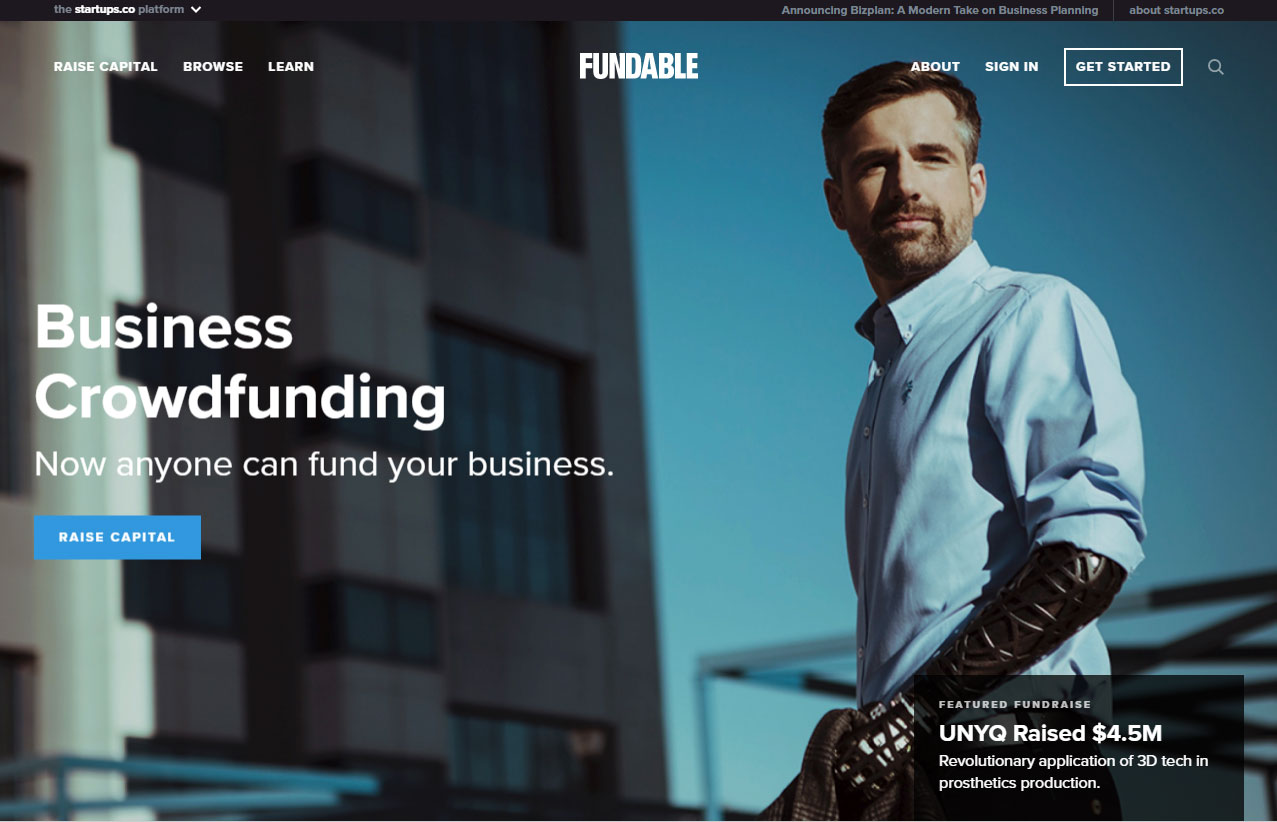 the startups.co platform
Announcing Bizplan: A Modern Take on Business Planning
about startups.co
RAISE CAPITAL
BROWSE
LEARN
FUNDABLE
ABOUT
SIGN IN
GET STARTED
Business
Crowdfunding
Now anyone can fund your business.
RAISE CAPITAL
FEATURED FUNDRAISE
UNYQ Raised $4.5M
Revolutionary application of 3D tech in
prosthetics production.